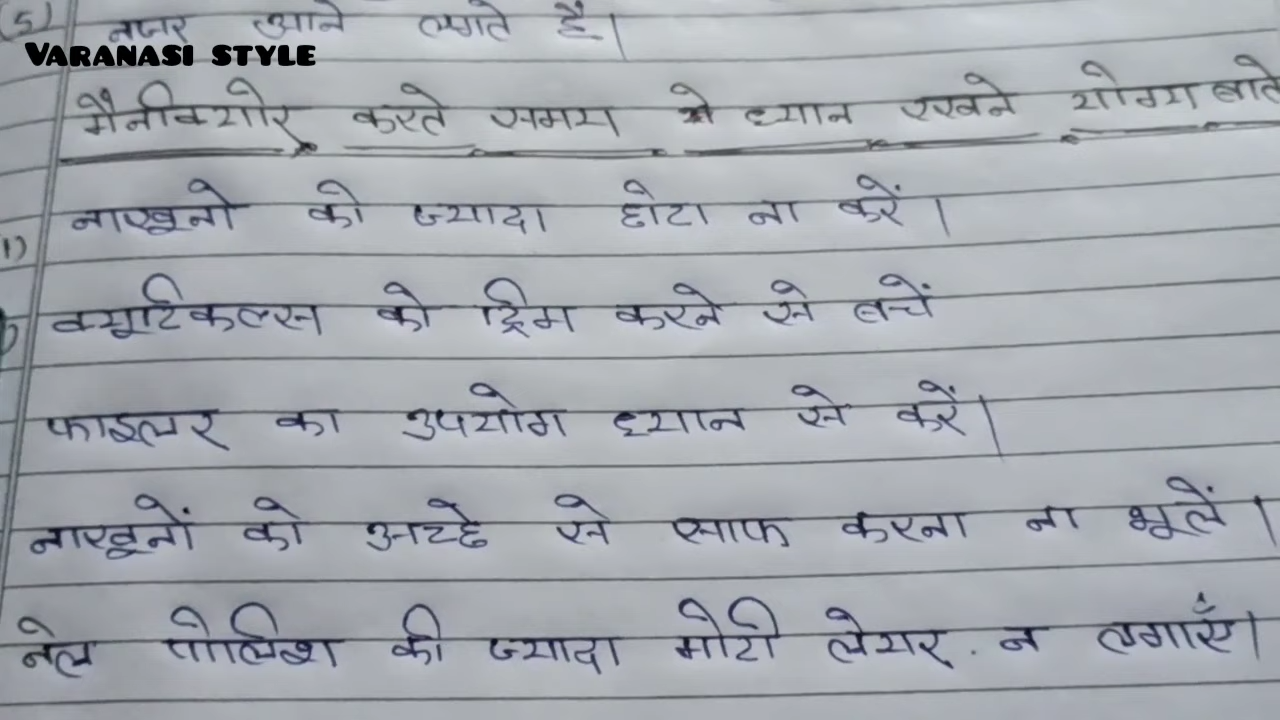 (5) नजर आने लगते हैं।
VARANASI STYLE
मैनीक्योर करते समय से ध्यान रखने योग्य बाते
नाखूनो को ज्यादा छोटा ना करें।
1)
क्यूटिकल्स को ट्रिम करने से बचें
फाइलर का उपयोग ध्यान से करें।
नाखूनों को अच्छे से साफ करना ना भूलें।
नेल पोलिश की ज्यादा मोटी लेयर न लगाएँ।